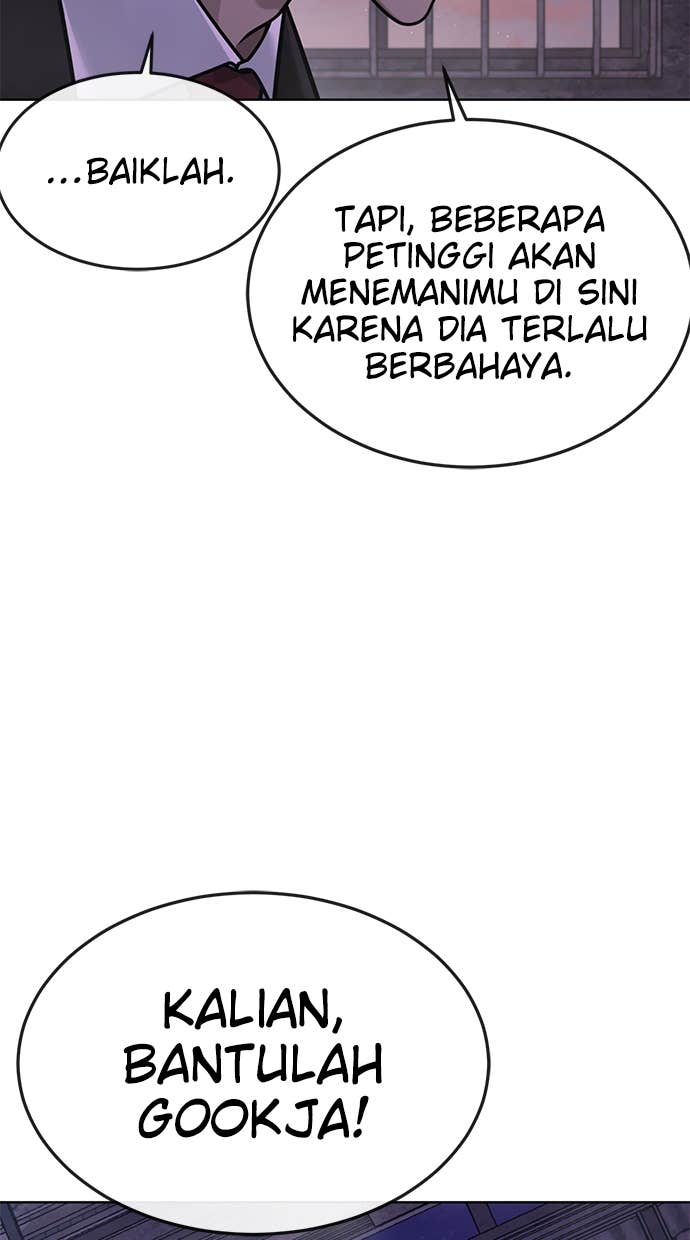 ...BAIKLAH.
TAPI, BEBERAPA
PETINGGI AKAN
MENEMANIMU DI SINI
KARENA DIA TERLALU
BERBAHAYA.
KALIAN,
BANTULAH
GOOKJA!